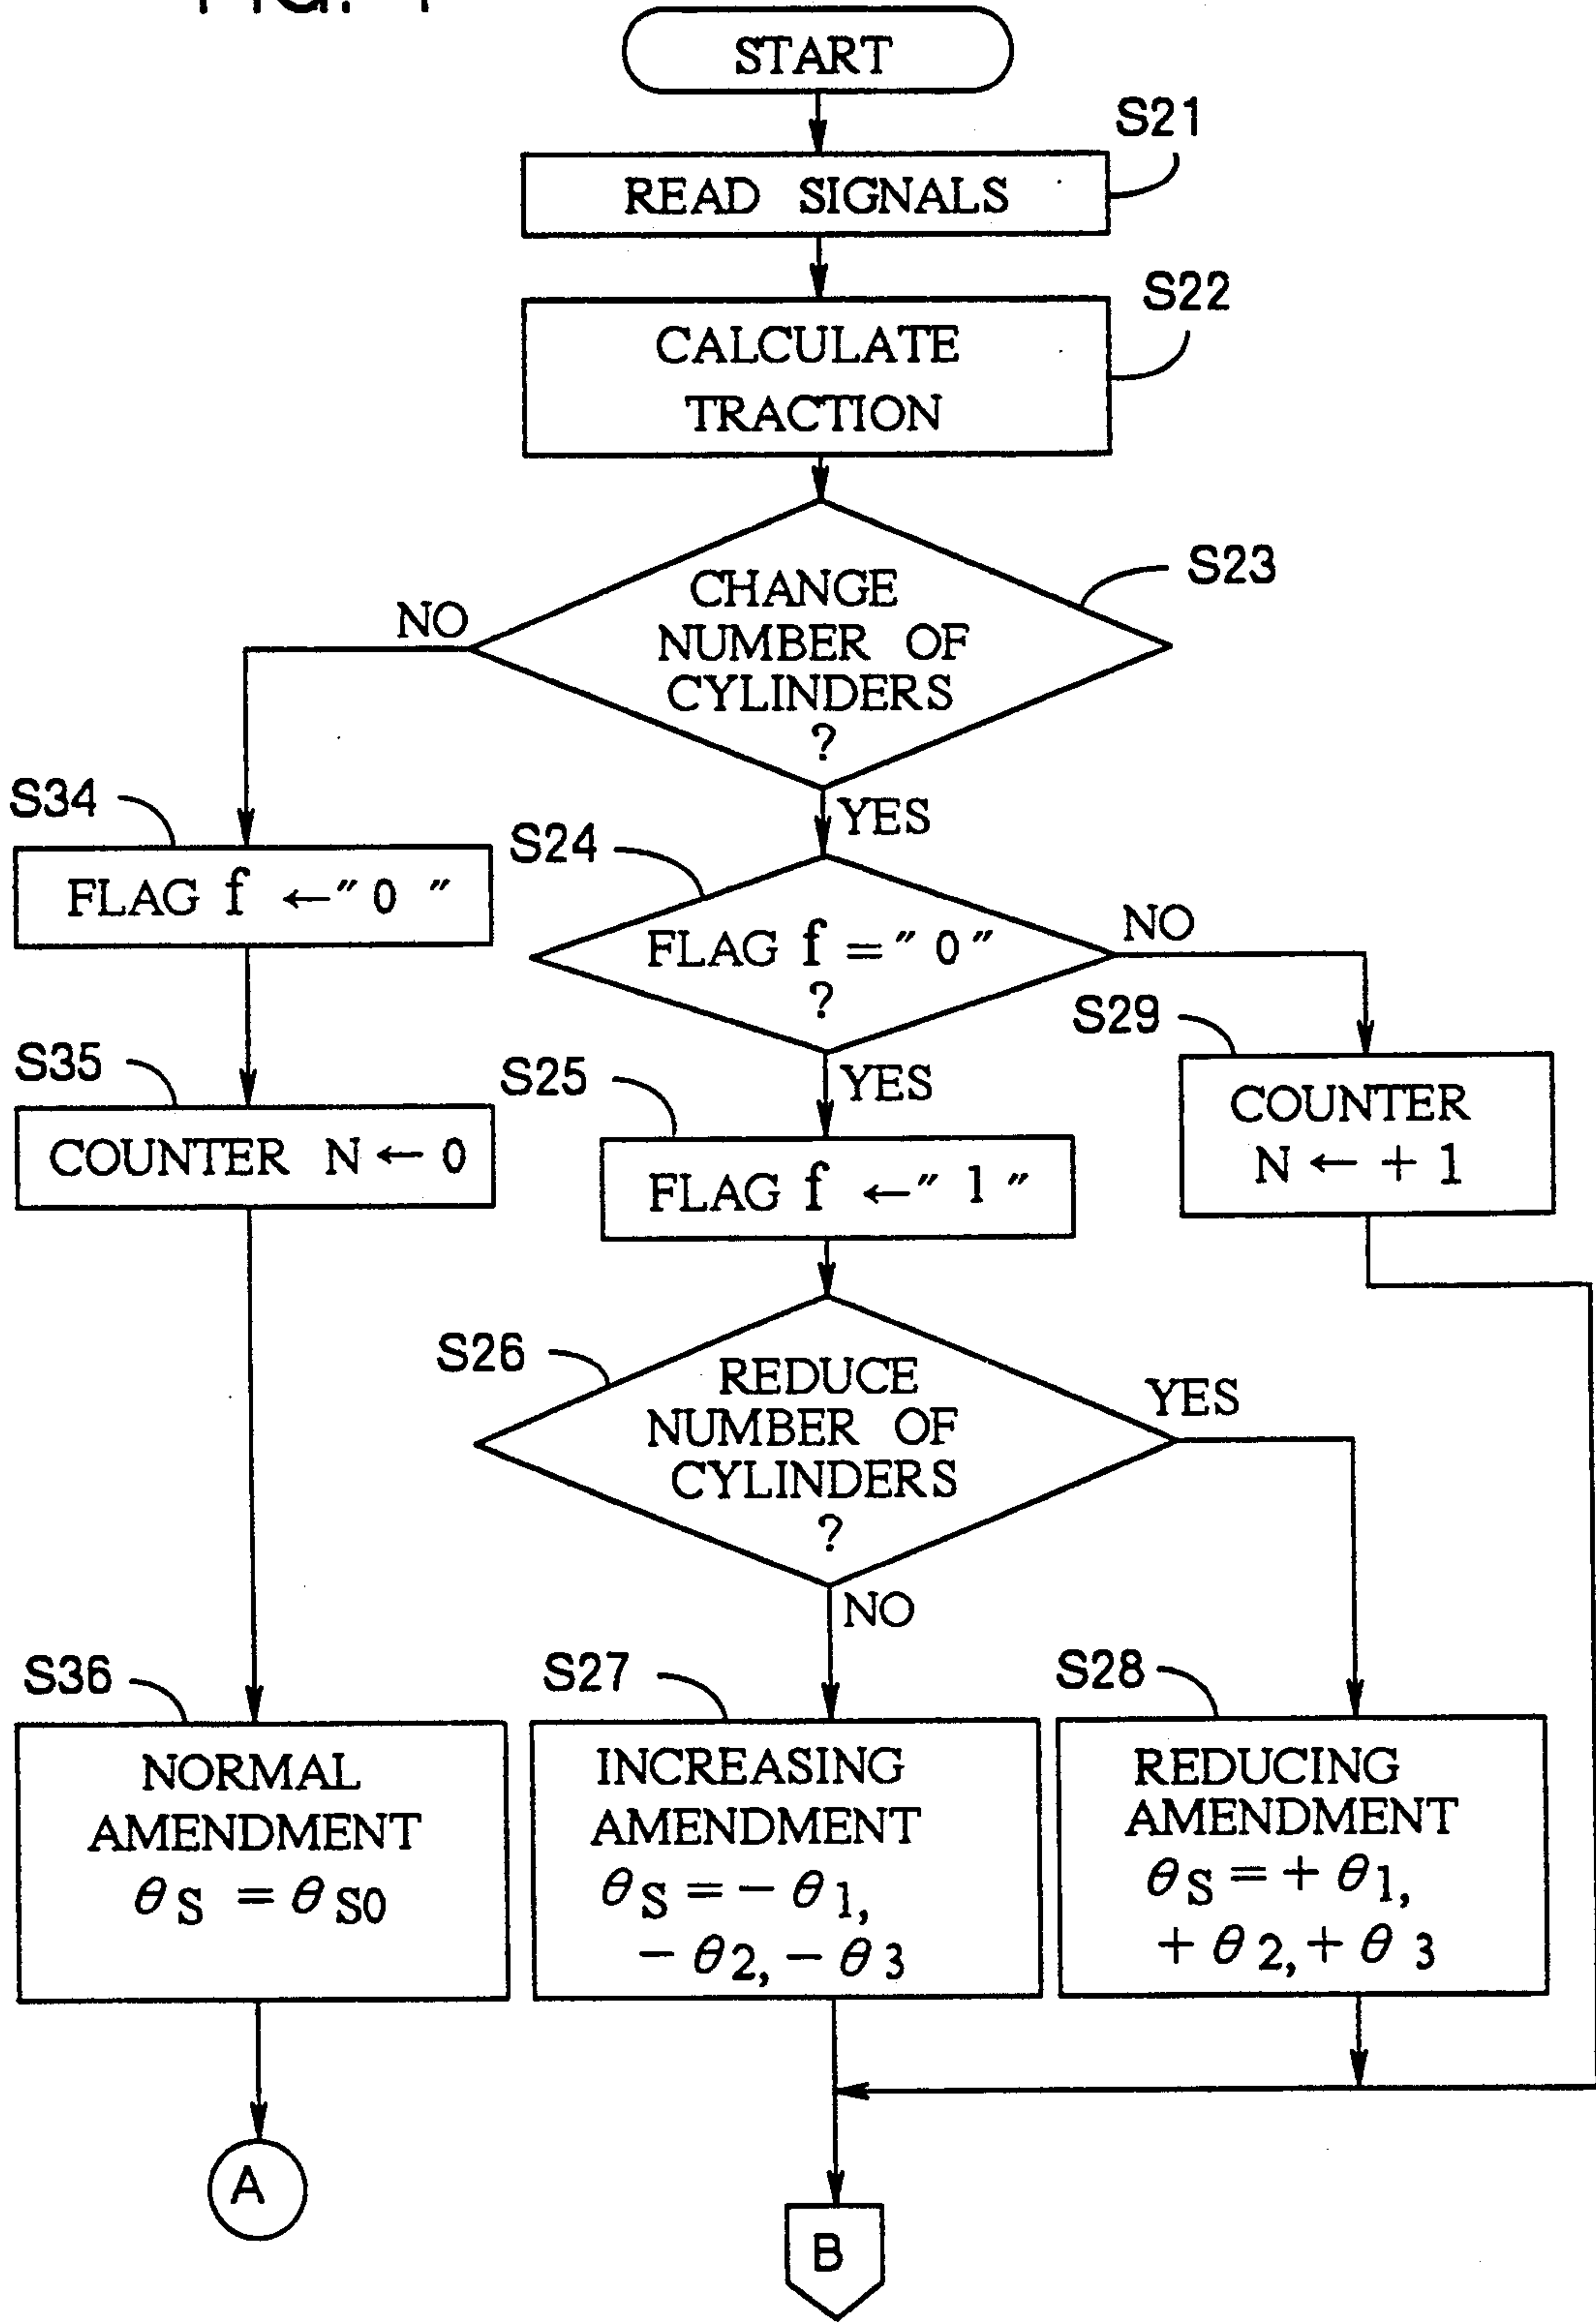 START
S21
READ SIGNALS
S22
CALCULATE
TRACTION
S23
CHANGE
NUMBER OF
CYLINDERS
?
NO
YES
S34
FLAG f ←"0"
S24
FLAG f ="0"
?
NO
YES
S29
COUNTER
N ← + 1
S35
COUNTER N ← 0
S25
FLAG f ←"1"
S26
REDUCE
NUMBER OF
CYLINDERS
?
YES
NO
S36
NORMAL
AMENDMENT
θS = θS0
S27
INCREASING
AMENDMENT
θS = - θ1,
- θ2, - θ3
S28
REDUCING
AMENDMENT
θS = + θ1,
+ θ2, + θ3
A
B